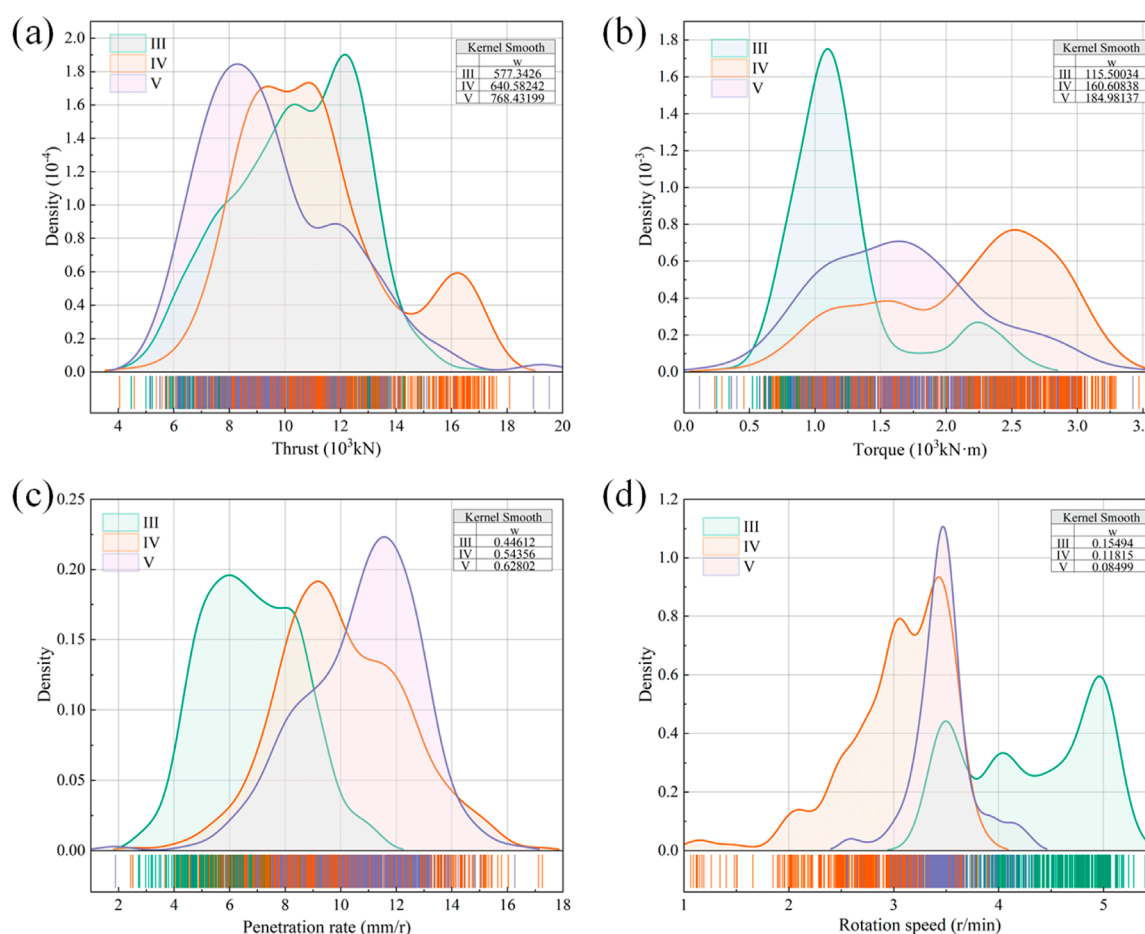 (a)
III
IV
V
Kernel Smooth
w
III 577.3426
IV 640.58242
V 768.43199
2.0
1.8
1.6
1.4
1.2
1.0
0.8
0.6
0.4
0.2
0.0
Density (10-4)
4 6 8 10 12 14 16 18 20
Thrust (10³kN)
(b)
III
IV
V
Kernel Smooth
w
III 115.50034
IV 160.60838
V 184.98137
1.8
1.6
1.4
1.2
1.0
0.8
0.6
0.4
0.2
0.0
Density (10-3)
0.0 0.5 1.0 1.5 2.0 2.5 3.0 3.5
Torque (10³kN·m)
(c)
III
IV
V
Kernel Smooth
w
III 0.44612
IV 0.54356
V 0.62802
0.25
0.20
0.15
0.10
0.05
0.00
Density
2 4 6 8 10 12 14 16 18
Penetration rate (mm/r)
(d)
III
IV
V
Kernel Smooth
w
III 0.15494
IV 0.11815
V 0.08499
1.2
1.0
0.8
0.6
0.4
0.2
0.0
Density
1 2 3 4 5
Rotation speed (r/min)